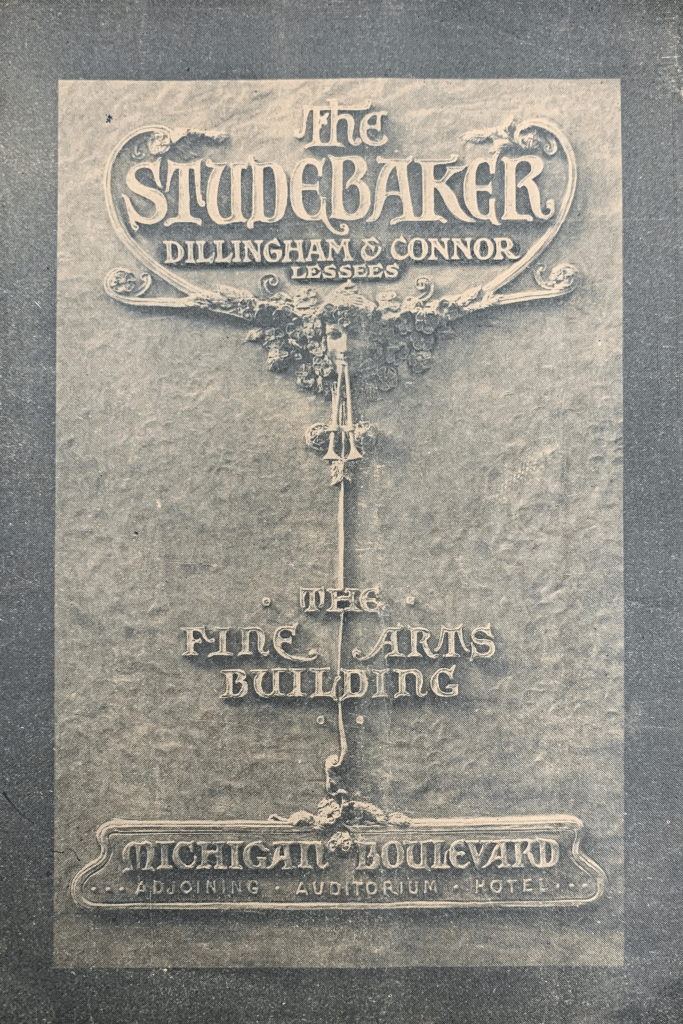 The
STUDEBAKER
DILLINGHAM & CONNOR
LESSEES
· THE ·
FINE ARTS
BUILDING
MICHIGAN BOULEVARD
··· ADJOINING · AUDITORIUM · HOTEL ···